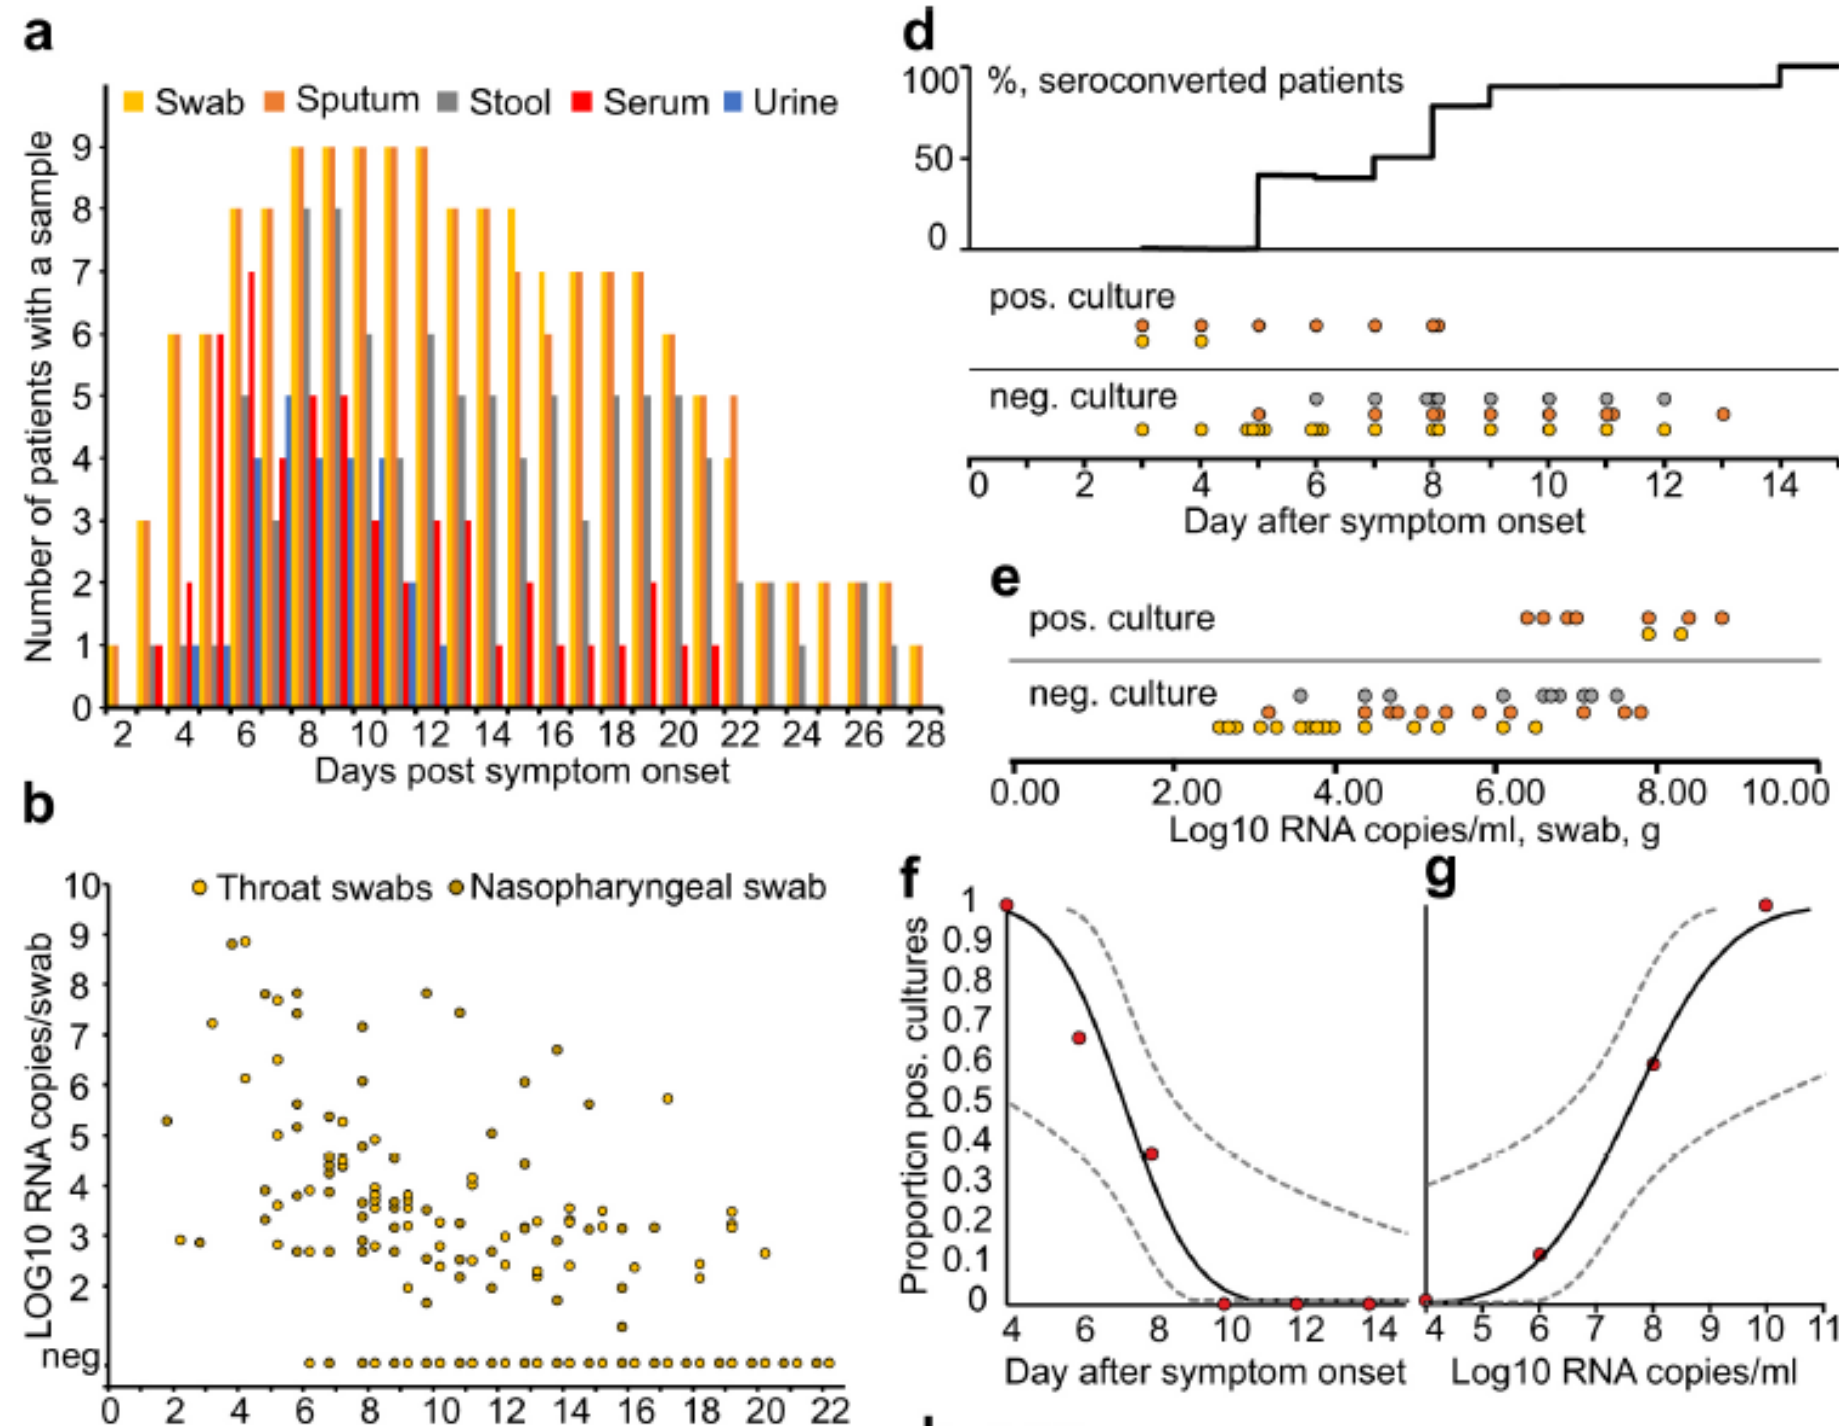 a
Swab Sputum Stool Serum Urine
Number of patients with a sample
9
8
7
6
5
4
3
2
1
0
2 4 6 8 10 12 14 16 18 20 22 24 26 28
Days post symptom onset
b
Throat swabs Nasopharyngeal swab
LOG10 RNA copies/swab
10
9
8
7
6
5
4
3
2
neg
0 2 4 6 8 10 12 14 16 18 20 22
d
%, seroconverted patients
100
50
0
pos. culture
neg. culture
0 2 4 6 8 10 12 14
Day after symptom onset
e
pos. culture
neg. culture
0.00 2.00 4.00 6.00 8.00 10.00
Log10 RNA copies/ml, swab, g
f
Proportion pos. cultures
1
0.9
0.8
0.7
0.6
0.5
0.4
0.3
0.2
0.1
0
4 6 8 10 12 14
Day after symptom onset
g
4 5 6 7 8 9 10 11
Log10 RNA copies/ml